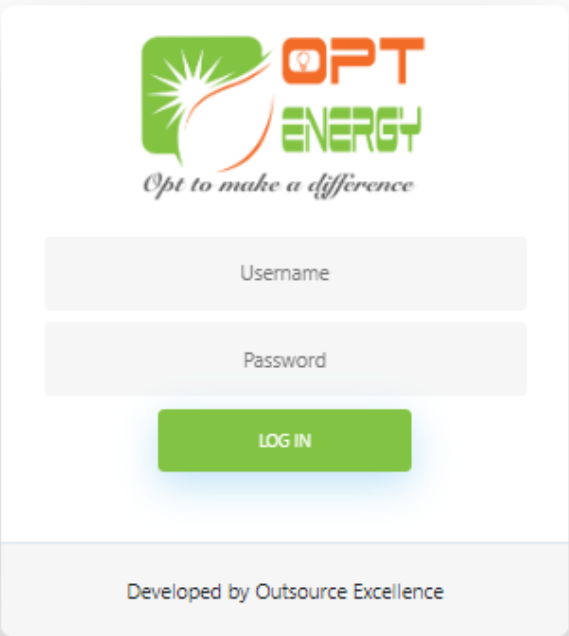 OPT
ENERGY
Opt to make a difference
Username
Password
LOG IN
Developed by Outsource Excellence